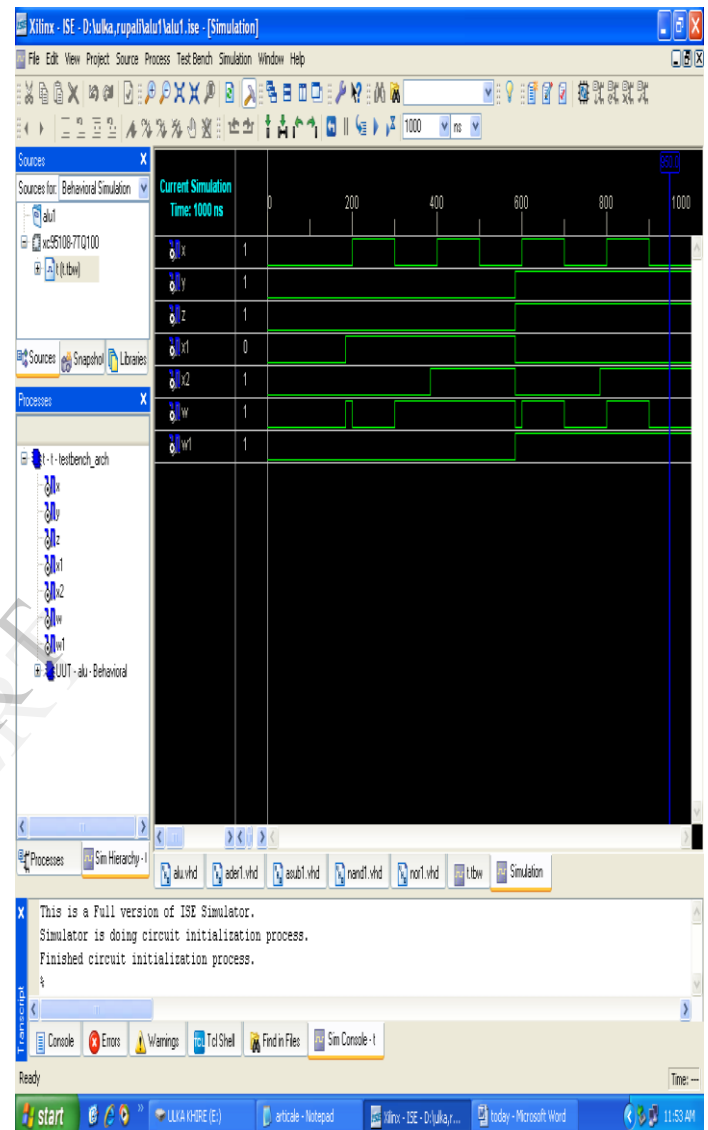 Xilinx - ISE - D:\ulka,rupali\alu1\alu1.ise - [Simulation]
File Edit View Project Source Process Test Bench Simulation Window Help
1000 ns
Sources
Sources for: Behavioral Simulation
alu1
xc95108-7TQ100
t (t.tbw)
Sources Snapshot Libraries
Processes
t - t - testbench_arch
x
y
z
x1
x2
w
w1
UUT - alu - Behavioral
Processes Sim Hierarchy - t
Current Simulation
Time: 1000 ns
950.0
0 200 400 600 800 1000
x 1
y 1
z 1
x1 0
x2 1
w 1
w1 1
alu.vhd ader1.vhd asub1.vhd nand1.vhd nor1.vhd t.tbw Simulation
This is a Full version of ISE Simulator.
Simulator is doing circuit initialization process.
Finished circuit initialization process.
%
Transcript
Console Errors Warnings Tcl Shell Find in Files Sim Console - t
Ready Time: ---
start ULKA KHIRE (E:) articale - Notepad Xilinx - ISE - D:\ulka,r... today - Microsoft Word 11:53 AM